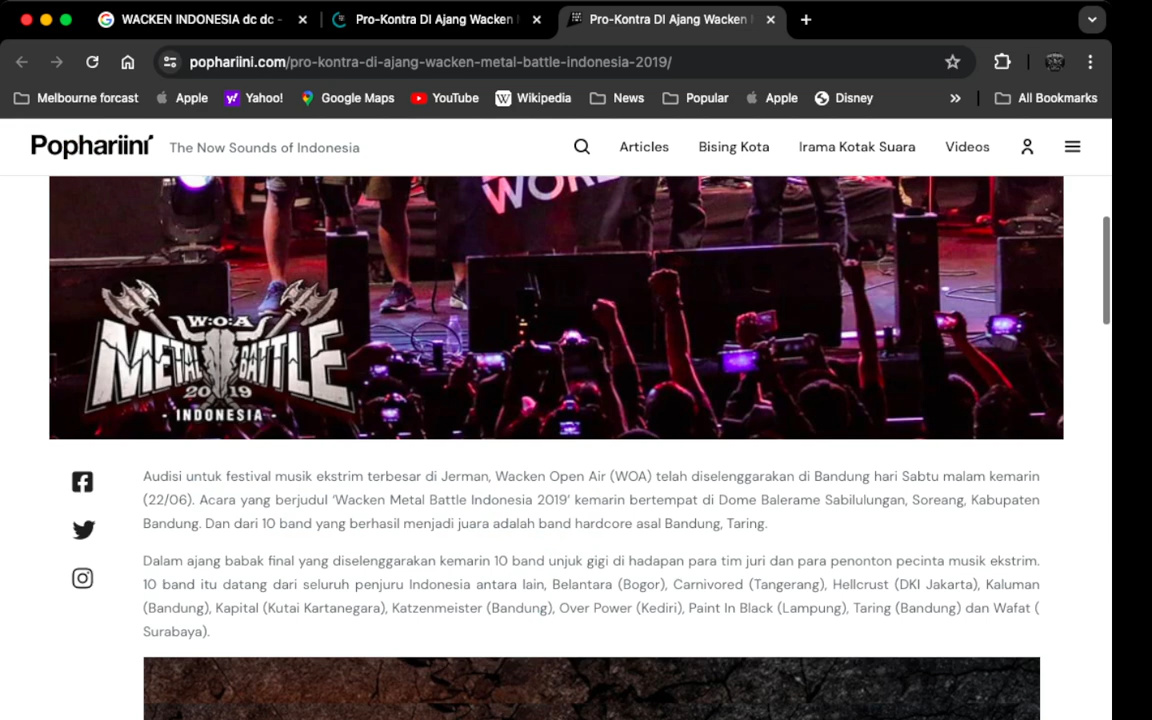 WACKEN INDONESIA dc dc -
Pro-Kontra DI Ajang Wacken
Pro-Kontra DI Ajang Wacken
pophariini.com/pro-kontra-di-ajang-wacken-metal-battle-indonesia-2019/
Melbourne forcast Apple Yahoo! Google Maps YouTube Wikipedia News Popular Apple Disney » All Bookmarks
Pophariini The Now Sounds of Indonesia Articles Bising Kota Irama Kotak Suara Videos
WORL
W:O:A
METAL BATTLE
2019
- INDONESIA -
Audisi untuk festival musik ekstrim terbesar di Jerman, Wacken Open Air (WOA) telah diselenggarakan di Bandung hari Sabtu malam kemarin
(22/06). Acara yang berjudul ‘Wacken Metal Battle Indonesia 2019’ kemarin bertempat di Dome Balerame Sabilulungan, Soreang, Kabupaten
Bandung. Dan dari 10 band yang berhasil menjadi juara adalah band hardcore asal Bandung, Taring.
Dalam ajang babak final yang diselenggarakan kemarin 10 band unjuk gigi di hadapan para tim juri dan para penonton pecinta musik ekstrim.
10 band itu datang dari seluruh penjuru Indonesia antara lain, Belantara (Bogor), Carnivored (Tangerang), Hellcrust (DKI Jakarta), Kaluman
(Bandung), Kapital (Kutai Kartanegara), Katzenmeister (Bandung), Over Power (Kediri), Paint In Black (Lampung), Taring (Bandung) dan Wafat (
Surabaya).